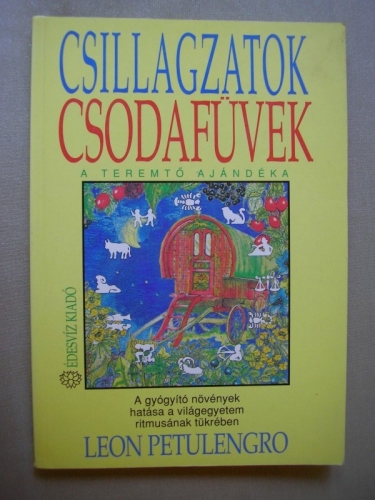 CSILLAGZATOK
CSODAFÜVEK
A TEREMTŐ AJÁNDÉKA
ÉDESVÍZ KIADÓ
A gyógyító növények
hatása a világegyetem
ritmusának tükrében
LEON PETULENGRO